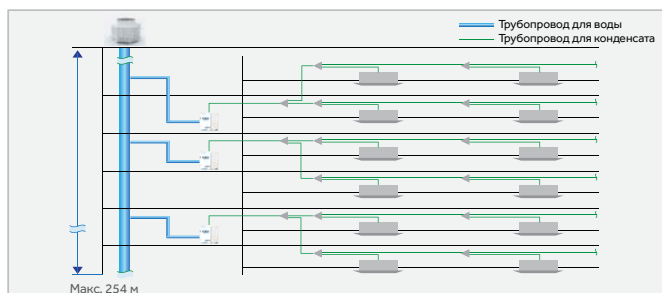 Трубопровод для воды
Трубопровод для конденсата
Макс. 254 м